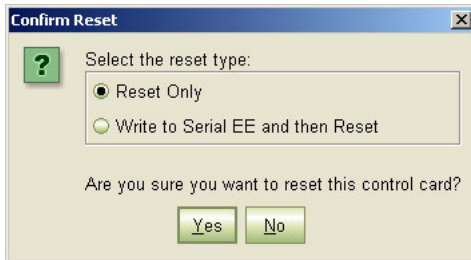 Confirm Reset
Select the reset type:
Reset Only
Write to Serial EE and then Reset
Are you sure you want to reset this control card?
Yes No